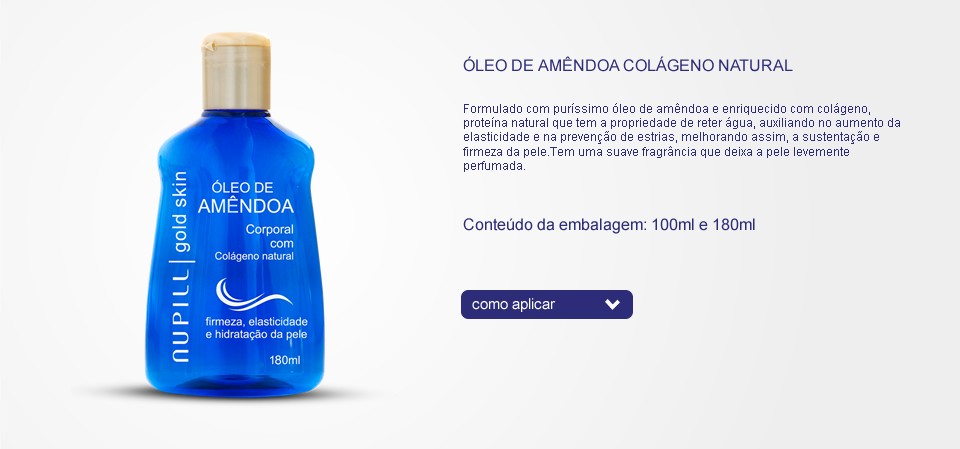 ÓLEO DE AMÊNDOA COLÁGENO NATURAL
Formulado com puríssimo óleo de amêndoa e enriquecido com colágeno,
proteína natural que tem a propriedade de reter água, auxiliando no aumento da
elasticidade e na prevenção de estrias, melhorando assim, a sustentação e
firmeza da pele.Tem uma suave fragrância que deixa a pele levemente
perfumada.
Conteúdo da embalagem: 100ml e 180ml
como aplicar
NUPILL gold skin
ÓLEO DE
AMÊNDOA
Corporal
com
Colágeno natural
firmeza, elasticidade
e hidratação da pele
180ml